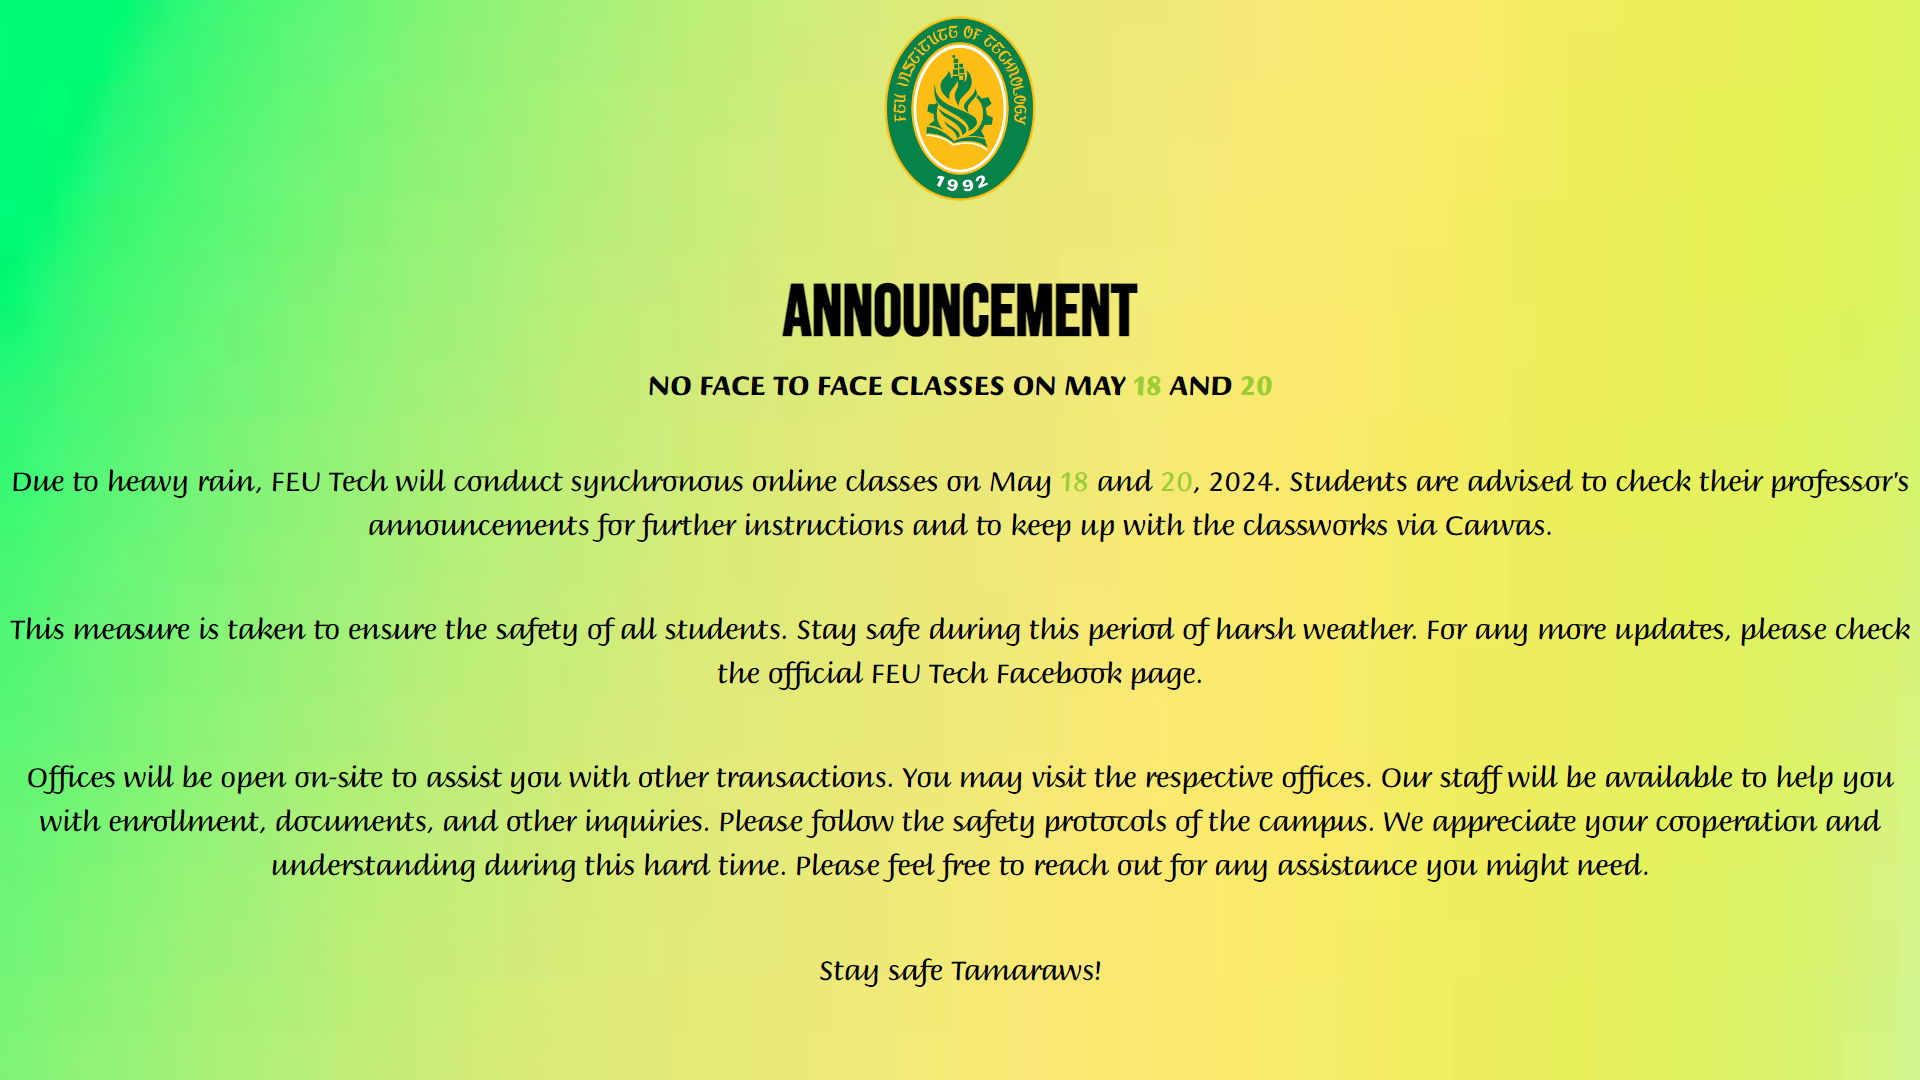 FEU INSTITUTE OF TECHNOLOGY
1992
ANNOUNCEMENT
NO FACE TO FACE CLASSES ON MAY 18 AND 20
Due to heavy rain, FEU Tech will conduct synchronous online classes on May 18 and 20, 2024. Students are advised to check their professor's
announcements for further instructions and to keep up with the classworks via Canvas.
This measure is taken to ensure the safety of all students. Stay safe during this period of harsh weather. For any more updates, please check
the official FEU Tech Facebook page.
Offices will be open on-site to assist you with other transactions. You may visit the respective offices. Our staff will be available to help you
with enrollment, documents, and other inquiries. Please follow the safety protocols of the campus. We appreciate your cooperation and
understanding during this hard time. Please feel free to reach out for any assistance you might need.
Stay safe Tamaraws!